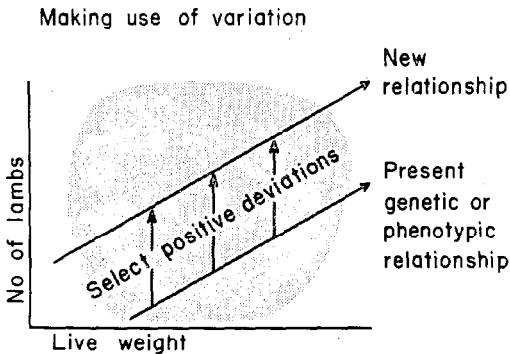 Making use of variation
New
relationship
Select positive deviations
Present
genetic or
phenotypic
relationship
No of lambs
Live weight